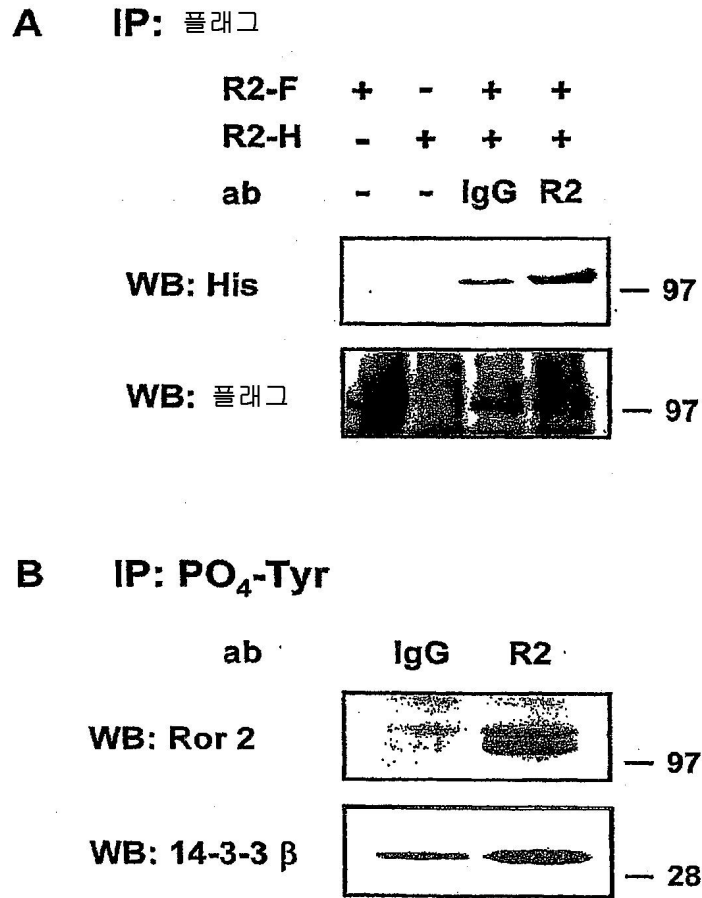 A IP: 플래그
R2-F + - + +
R2-H - + + +
ab - - IgG R2
WB: His — 97
WB: 플래그 — 97
B IP: PO₄-Tyr
ab IgG R2
WB: Ror 2 — 97
WB: 14-3-3 β — 28